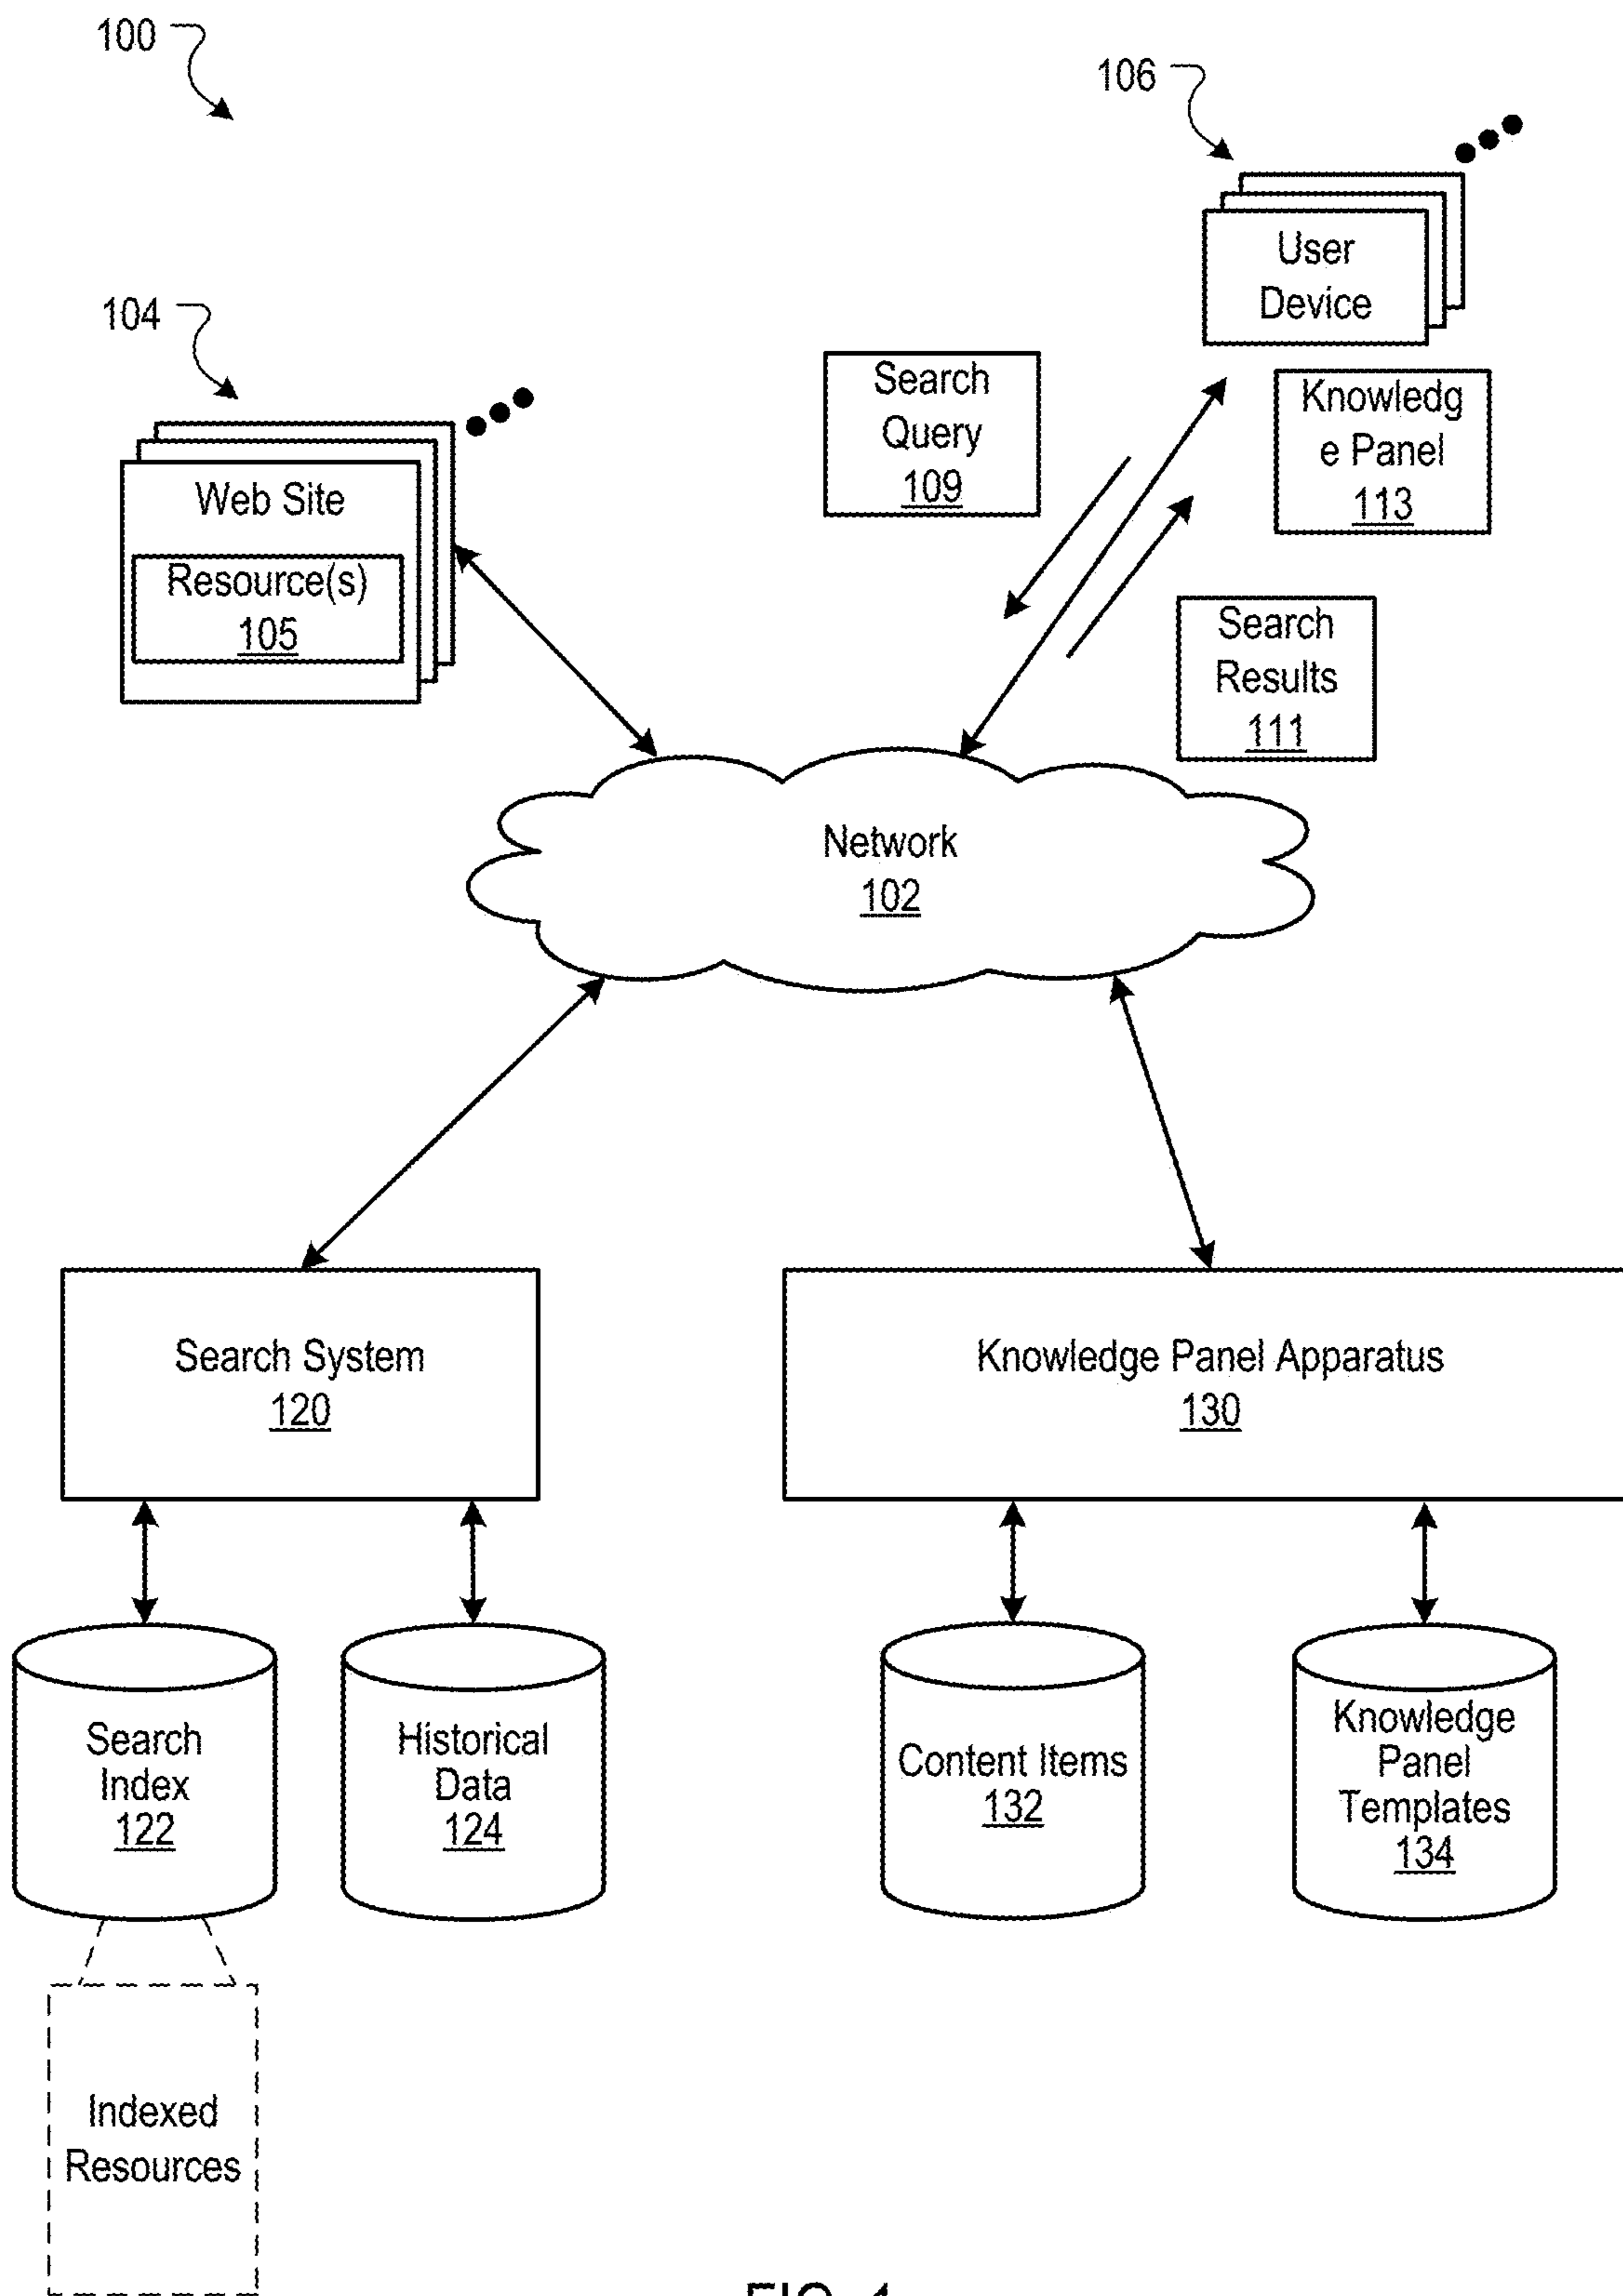 100
106
User
Device
104
Search
Query
109
Knowledg
e Panel
113
Web Site
Resource(s)
105
Search
Results
111
Network
102
Search System
120
Knowledge Panel Apparatus
130
Search
Index
122
Historical
Data
124
Content Items
132
Knowledge
Panel
Templates
134
Indexed
Resources
FIG. 1